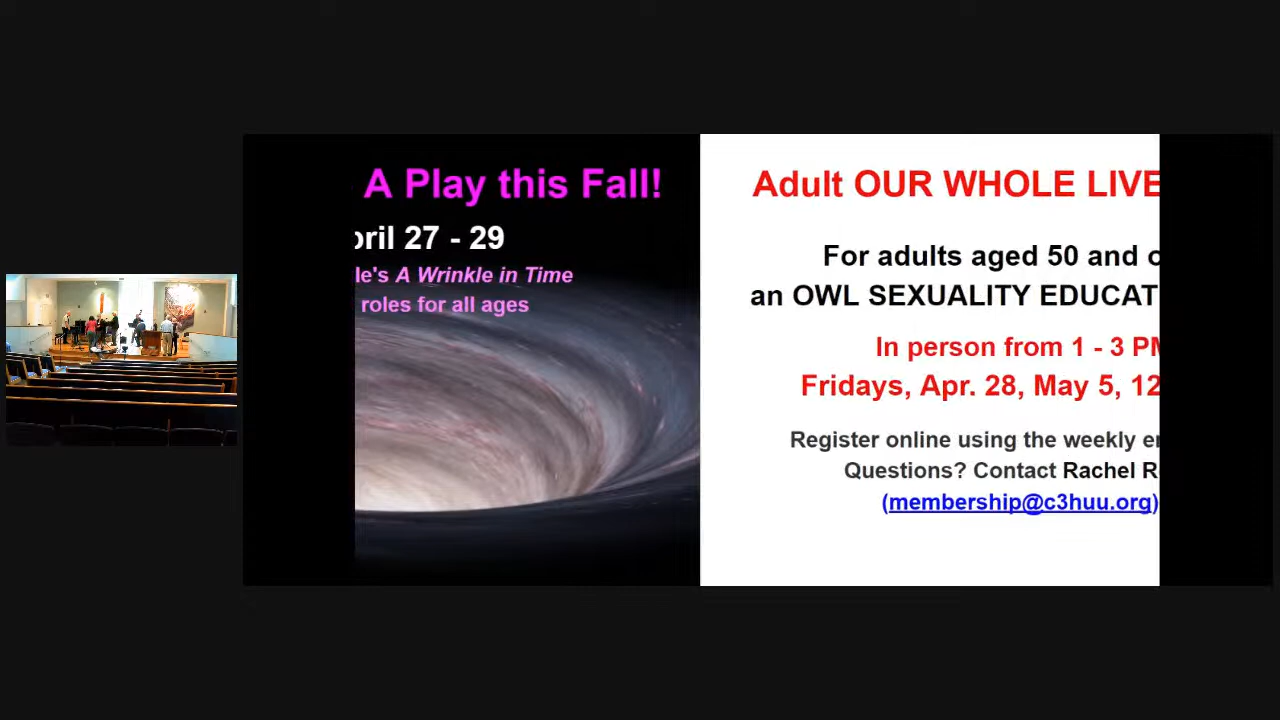 A Play this Fall!
oril 27 - 29
le's A Wrinkle in Time
roles for all ages
Adult OUR WHOLE LIVE
For adults aged 50 and o
an OWL SEXUALITY EDUCAT
In person from 1 - 3 PM
Fridays, Apr. 28, May 5, 12
Register online using the weekly e
Questions? Contact Rachel R
(membership@c3huu.org)